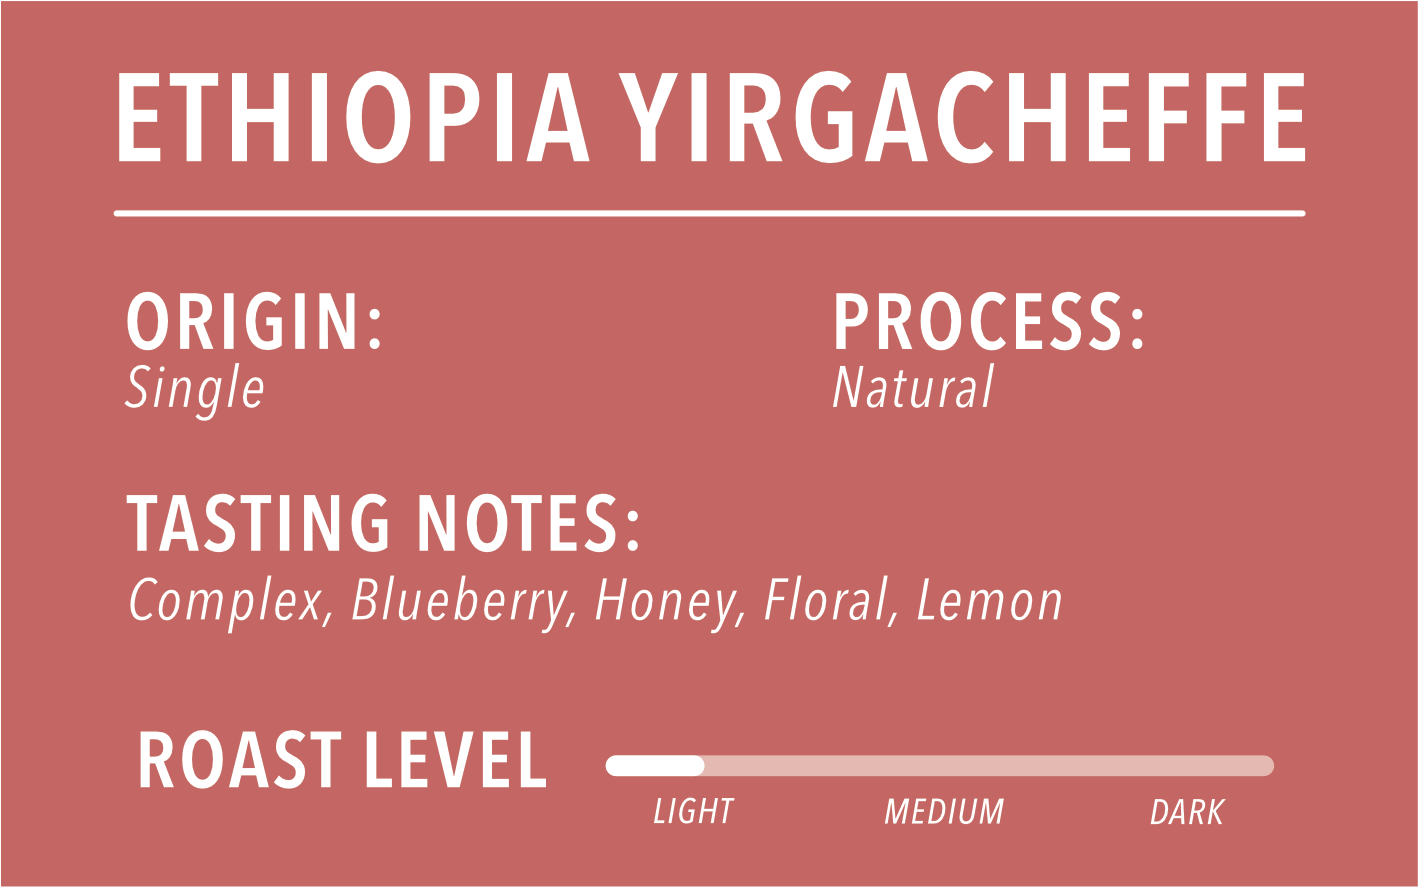 ETHIOPIA YIRGACHEFFE
ORIGIN:
Single
PROCESS:
Natural
TASTING NOTES:
Complex, Blueberry, Honey, Floral, Lemon
ROAST LEVEL
LIGHT MEDIUM DARK